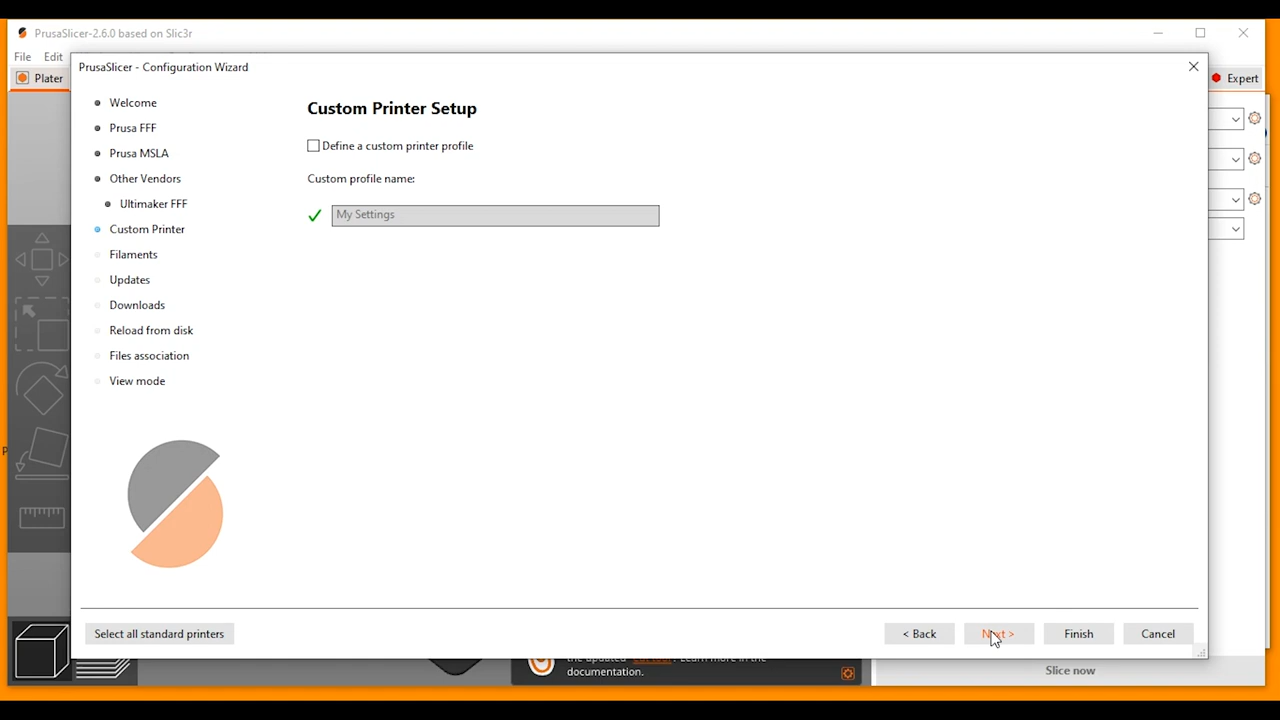 PrusaSlicer-2.6.0 based on Slic3r
File Edit
Plater
Expert
PrusaSlicer - Configuration Wizard
Welcome
Prusa FFF
Prusa MSLA
Other Vendors
Ultimaker FFF
Custom Printer
Filaments
Updates
Downloads
Reload from disk
Files association
View mode
Custom Printer Setup
Define a custom printer profile
Custom profile name:
My Settings
Select all standard printers
< Back
Next >
Finish
Cancel
documentation.
Slice now